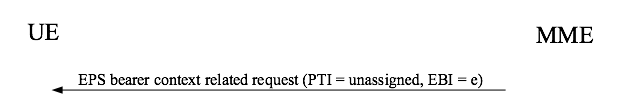 UE
MME
EPS bearer context related request (PTI = unassigned, EBI = e)